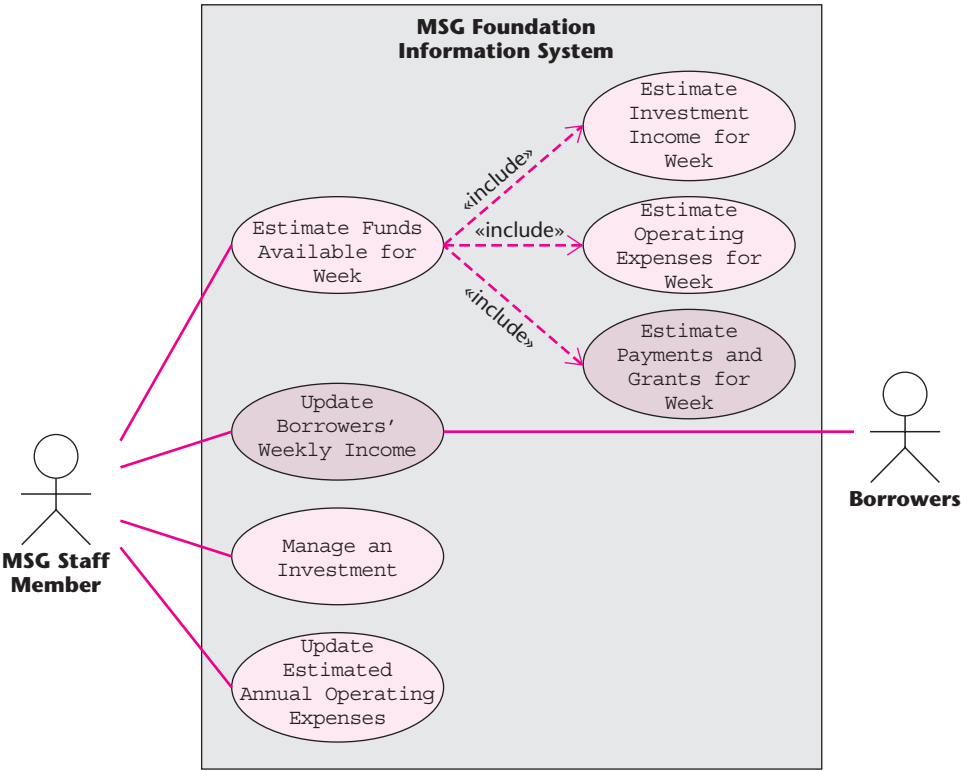 MSG Foundation
Information System
Estimate
Investment
Income for
Week
«include»
Estimate Funds
Available for
Week
«include»
Estimate
Operating
Expenses for
Week
«include»
Estimate
Payments and
Grants for
Week
Update
Borrowers’
Weekly Income
Borrowers
MSG Staff
Member
Manage an
Investment
Update
Estimated
Annual Operating
Expenses